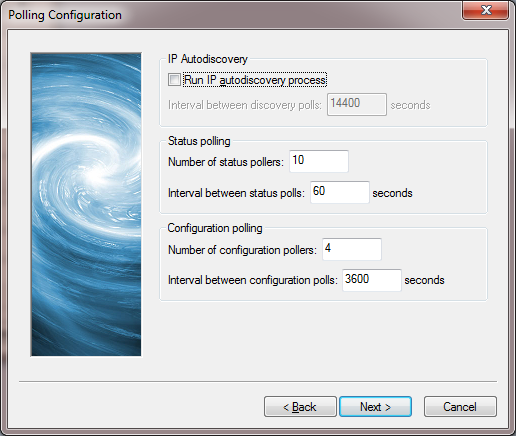 Polling Configuration
IP Autodiscovery
Run IP autodiscovery process
Interval between discovery polls: 14400 seconds
Status polling
Number of status pollers: 10
Interval between status polls: 60 seconds
Configuration polling
Number of configuration pollers: 4
Interval between configuration polls: 3600 seconds
< Back Next > Cancel